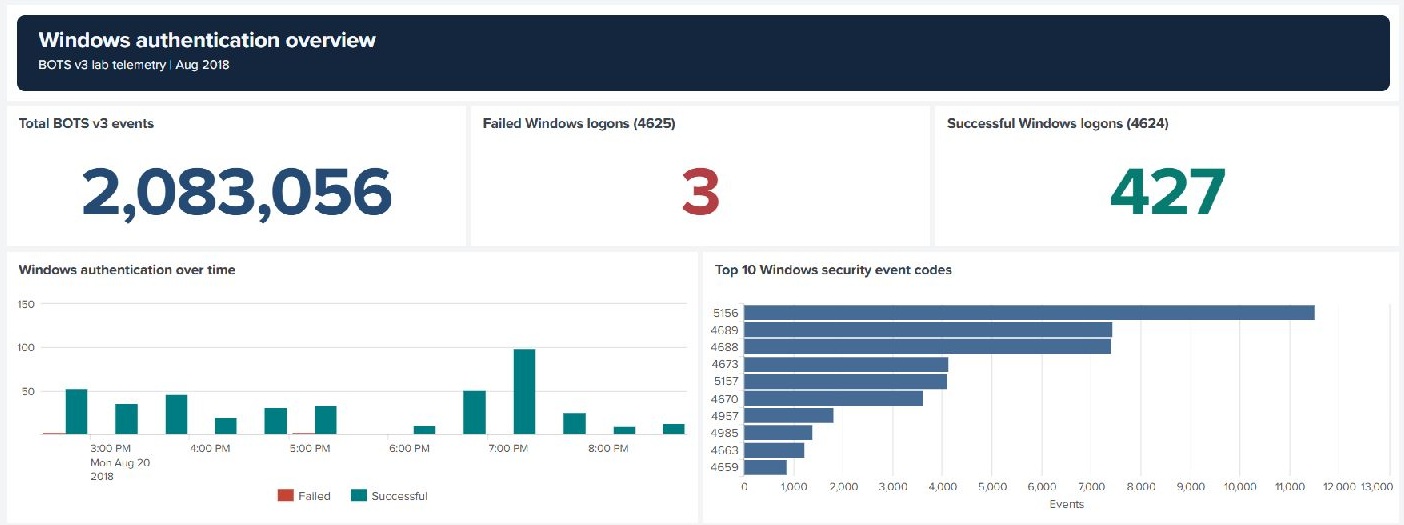 Windows authentication overview
BOTS v3 lab telemetry | Aug 2018
Total BOTS v3 events
2,083,056
Failed Windows logons (4625)
3
Successful Windows logons (4624)
427
Windows authentication over time
150
100
50
3:00 PM
Mon Aug 20
2018
4:00 PM
5:00 PM
6:00 PM
7:00 PM
8:00 PM
Failed
Successful
Top 10 Windows security event codes
5156
4689
4688
4673
5157
4670
4957
4985
4663
4659
0
1,000
2,000
3,000
4,000
5,000
6,000
7,000
8,000
9,000
10,000
11,000
12,000
13,000
Events